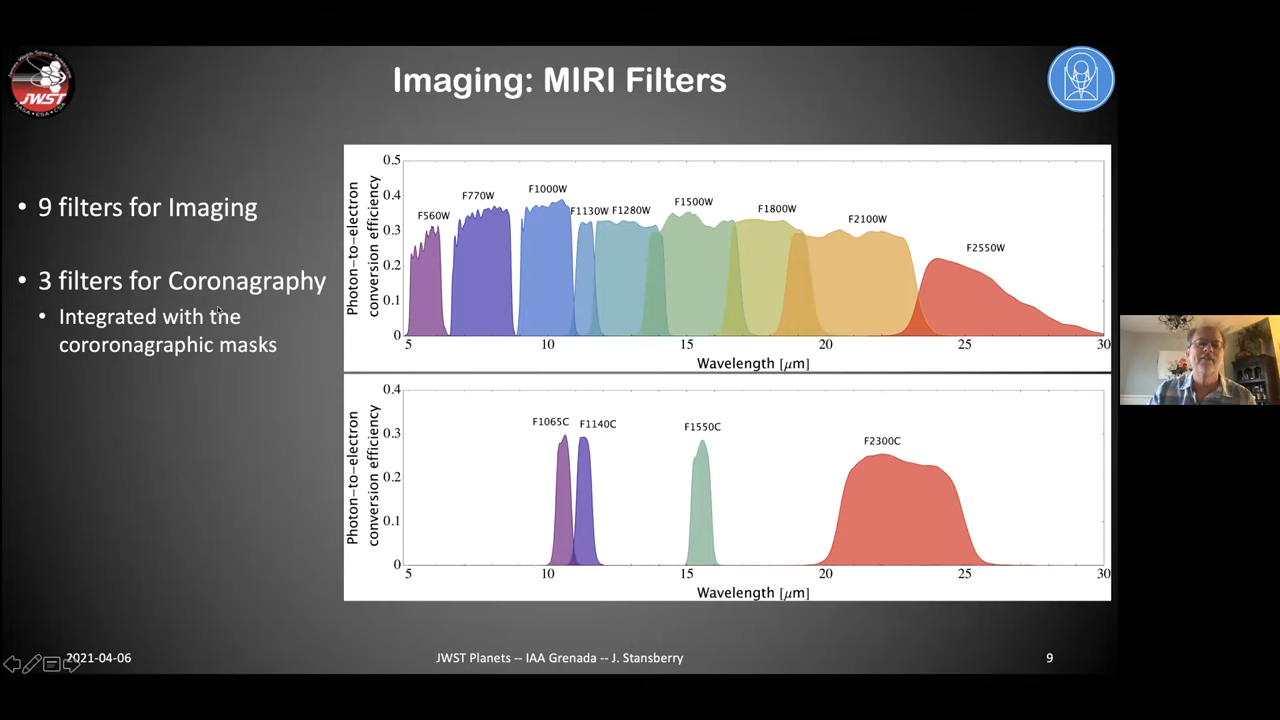 Imaging: MIRI Filters
JWST
• 9 filters for Imaging
• 3 filters for Coronagraphy
• Integrated with the
cororonagraphic masks
Photon-to-electron
conversion efficiency
0.5
0.4
0.3
0.2
0.1
0
F560W
F770W
F1000W
F1130W
F1280W
F1500W
F1800W
F2100W
F2550W
5 10 15 20 25 30
Wavelength [μm]
Photon-to-electron
conversion efficiency
0.4
0.3
0.2
0.1
0
F1065C
F1140C
F1550C
F2300C
5 10 15 20 25 30
Wavelength [μm]
2021-04-06
JWST Planets -- IAA Grenada -- J. Stansberry
9